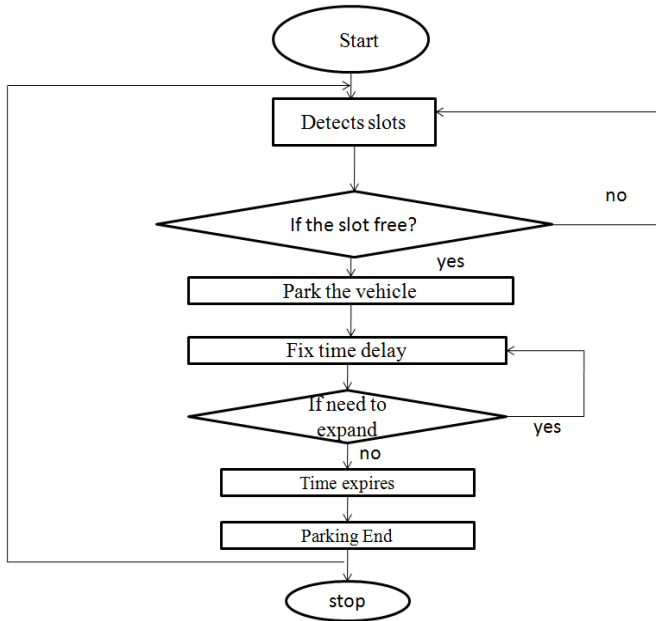 Start
Detects slots
If the slot free?
no
yes
Park the vehicle
Fix time delay
If need to
expand
yes
no
Time expires
Parking End
stop